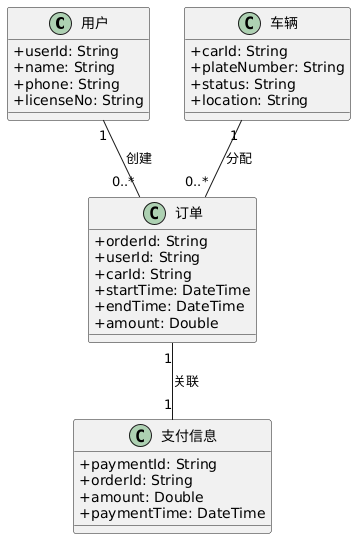 C 用户
+userId: String
+name: String
+phone: String
+licenseNo: String
C 车辆
+carId: String
+plateNumber: String
+status: String
+location: String
1
创建
0..*
1
分配
0..*
C 订单
+orderId: String
+userId: String
+carId: String
+startTime: DateTime
+endTime: DateTime
+amount: Double
1
关联
1
C 支付信息
+paymentId: String
+orderId: String
+amount: Double
+paymentTime: DateTime